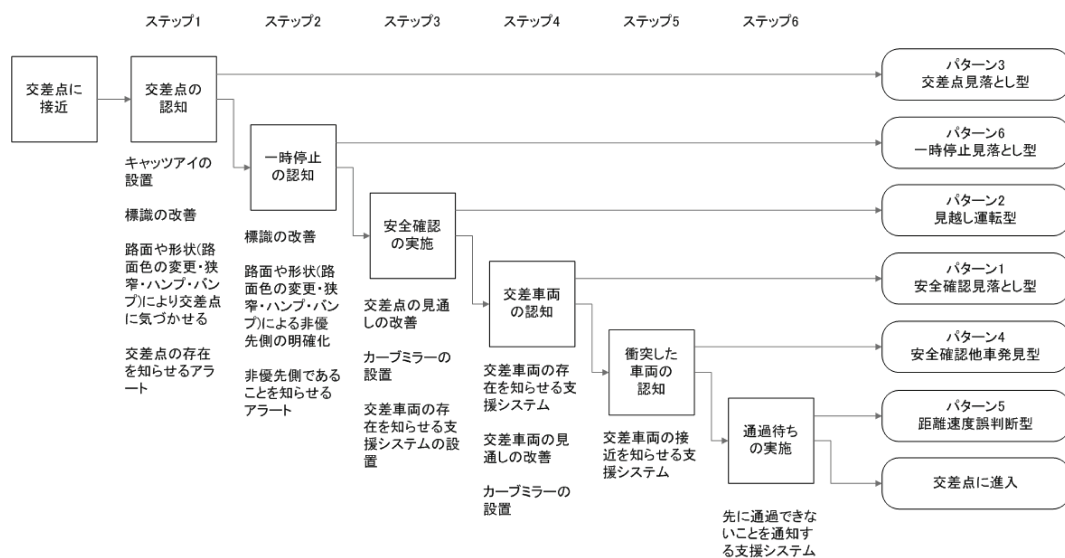 ステップ1
ステップ2
ステップ3
ステップ4
ステップ5
ステップ6
交差点に
接近
交差点の
認知
キャッツアイの
設置
標識の改善
路面や形状(路
面色の変更・狭
窄・ハンプ・バン
プ)により交差点
に気づかせる
交差点の存在
を知らせるアラ
ート
一時停止
の認知
標識の改善
路面や形状(路
面色の変更・狭
窄・ハンプ・バン
プ)による非優
先側の明確化
非優先側である
ことを知らせる
アラート
安全確認
の実施
交差点の見通
しの改善
カーブミラーの
設置
交差車両の存
在を知らせる支
援システムの設
置
交差車両
の認知
交差車両の存
在を知らせる支
援システム
交差車両の見
通しの改善
カーブミラーの
設置
衝突した
車両の
認知
交差車両の接
近を知らせる支
援システム
通過待ち
の実施
先に通過できな
いことを通知す
る支援システム
パターン3
交差点見落とし型
パターン6
一時停止見落とし型
パターン2
見越し運転型
パターン1
安全確認見落とし型
パターン4
安全確認他車発見型
パターン5
距離速度誤判断型
交差点に進入